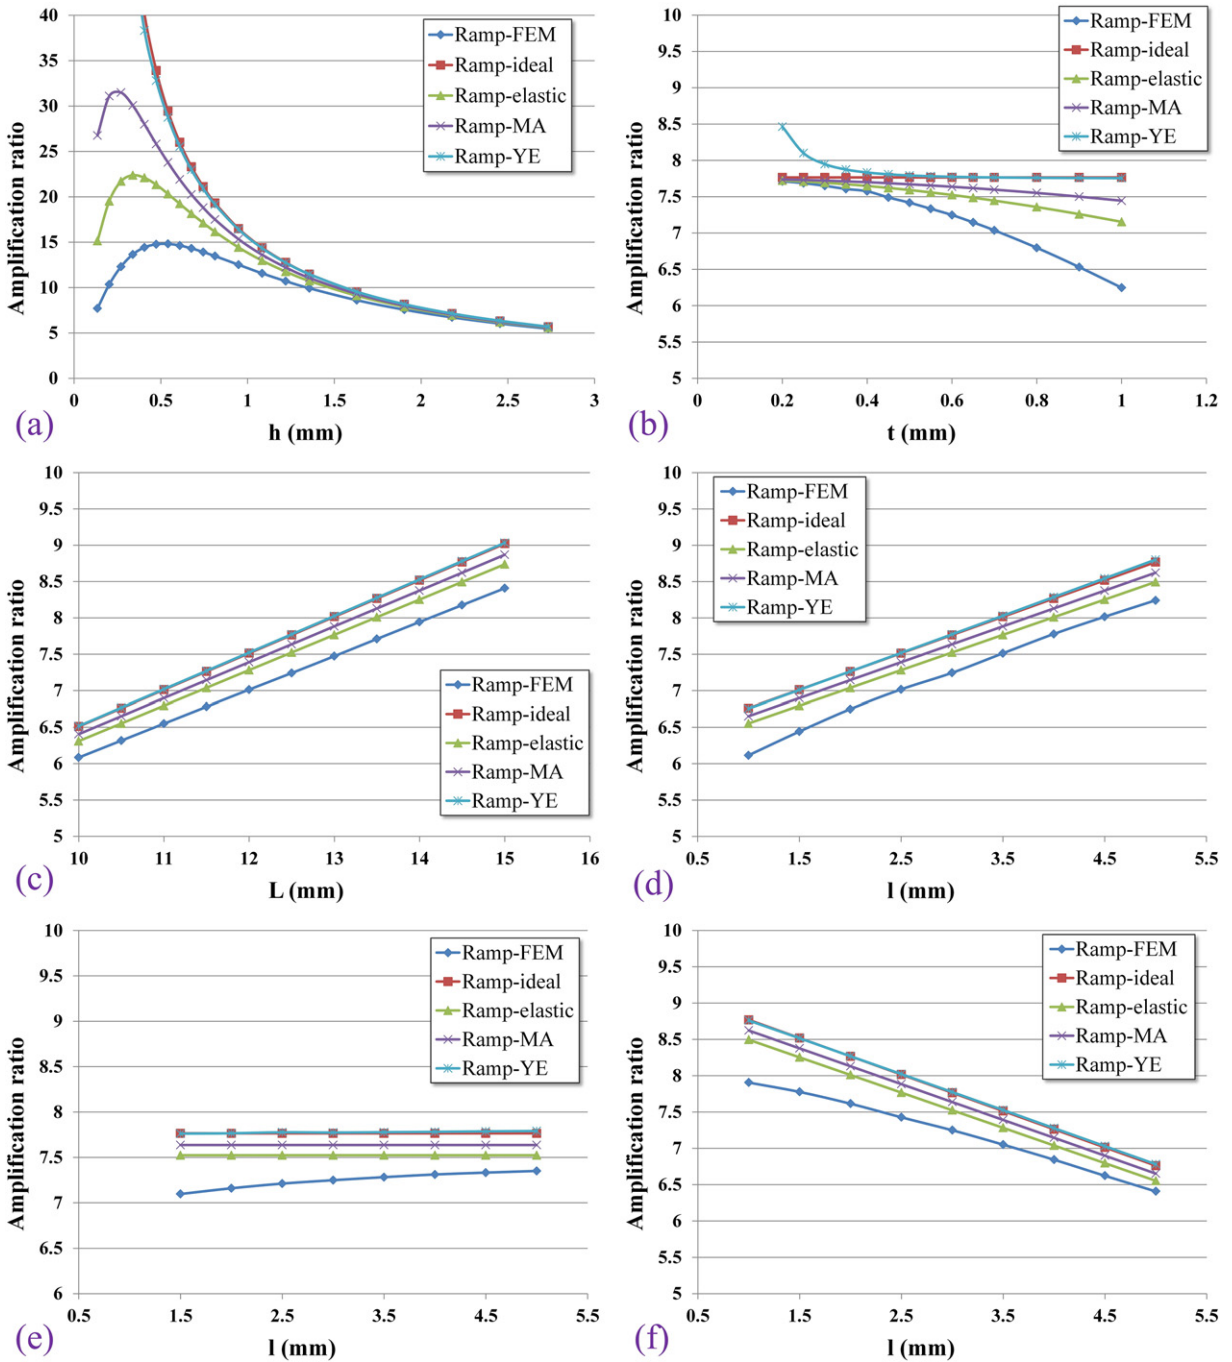 40
35
30
25
20
15
10
5
0
Amplification ratio
0
0.5
1
1.5
2
2.5
3
h (mm)
Ramp-FEM
Ramp-ideal
Ramp-elastic
Ramp-MA
Ramp-YE
(a)
10
9.5
9
8.5
8
7.5
7
6.5
6
5.5
5
Amplification ratio
0
0.2
0.4
0.6
0.8
1
1.2
t (mm)
Ramp-FEM
Ramp-ideal
Ramp-elastic
Ramp-MA
Ramp-YE
(b)
10
9.5
9
8.5
8
7.5
7
6.5
6
5.5
5
Amplification ratio
10
11
12
13
14
15
16
L (mm)
Ramp-FEM
Ramp-ideal
Ramp-elastic
Ramp-MA
Ramp-YE
(c)
10
9.5
9
8.5
8
7.5
7
6.5
6
5.5
5
Amplification ratio
0.5
1.5
2.5
3.5
4.5
5.5
l (mm)
Ramp-FEM
Ramp-ideal
Ramp-elastic
Ramp-MA
Ramp-YE
(d)
10
9.5
9
8.5
8
7.5
7
6.5
6
Amplification ratio
0.5
1.5
2.5
3.5
4.5
5.5
l (mm)
Ramp-FEM
Ramp-ideal
Ramp-elastic
Ramp-MA
Ramp-YE
(e)
10
9.5
9
8.5
8
7.5
7
6.5
6
5.5
5
Amplification ratio
0.5
1.5
2.5
3.5
4.5
5.5
l (mm)
Ramp-FEM
Ramp-ideal
Ramp-elastic
Ramp-MA
Ramp-YE
(f)